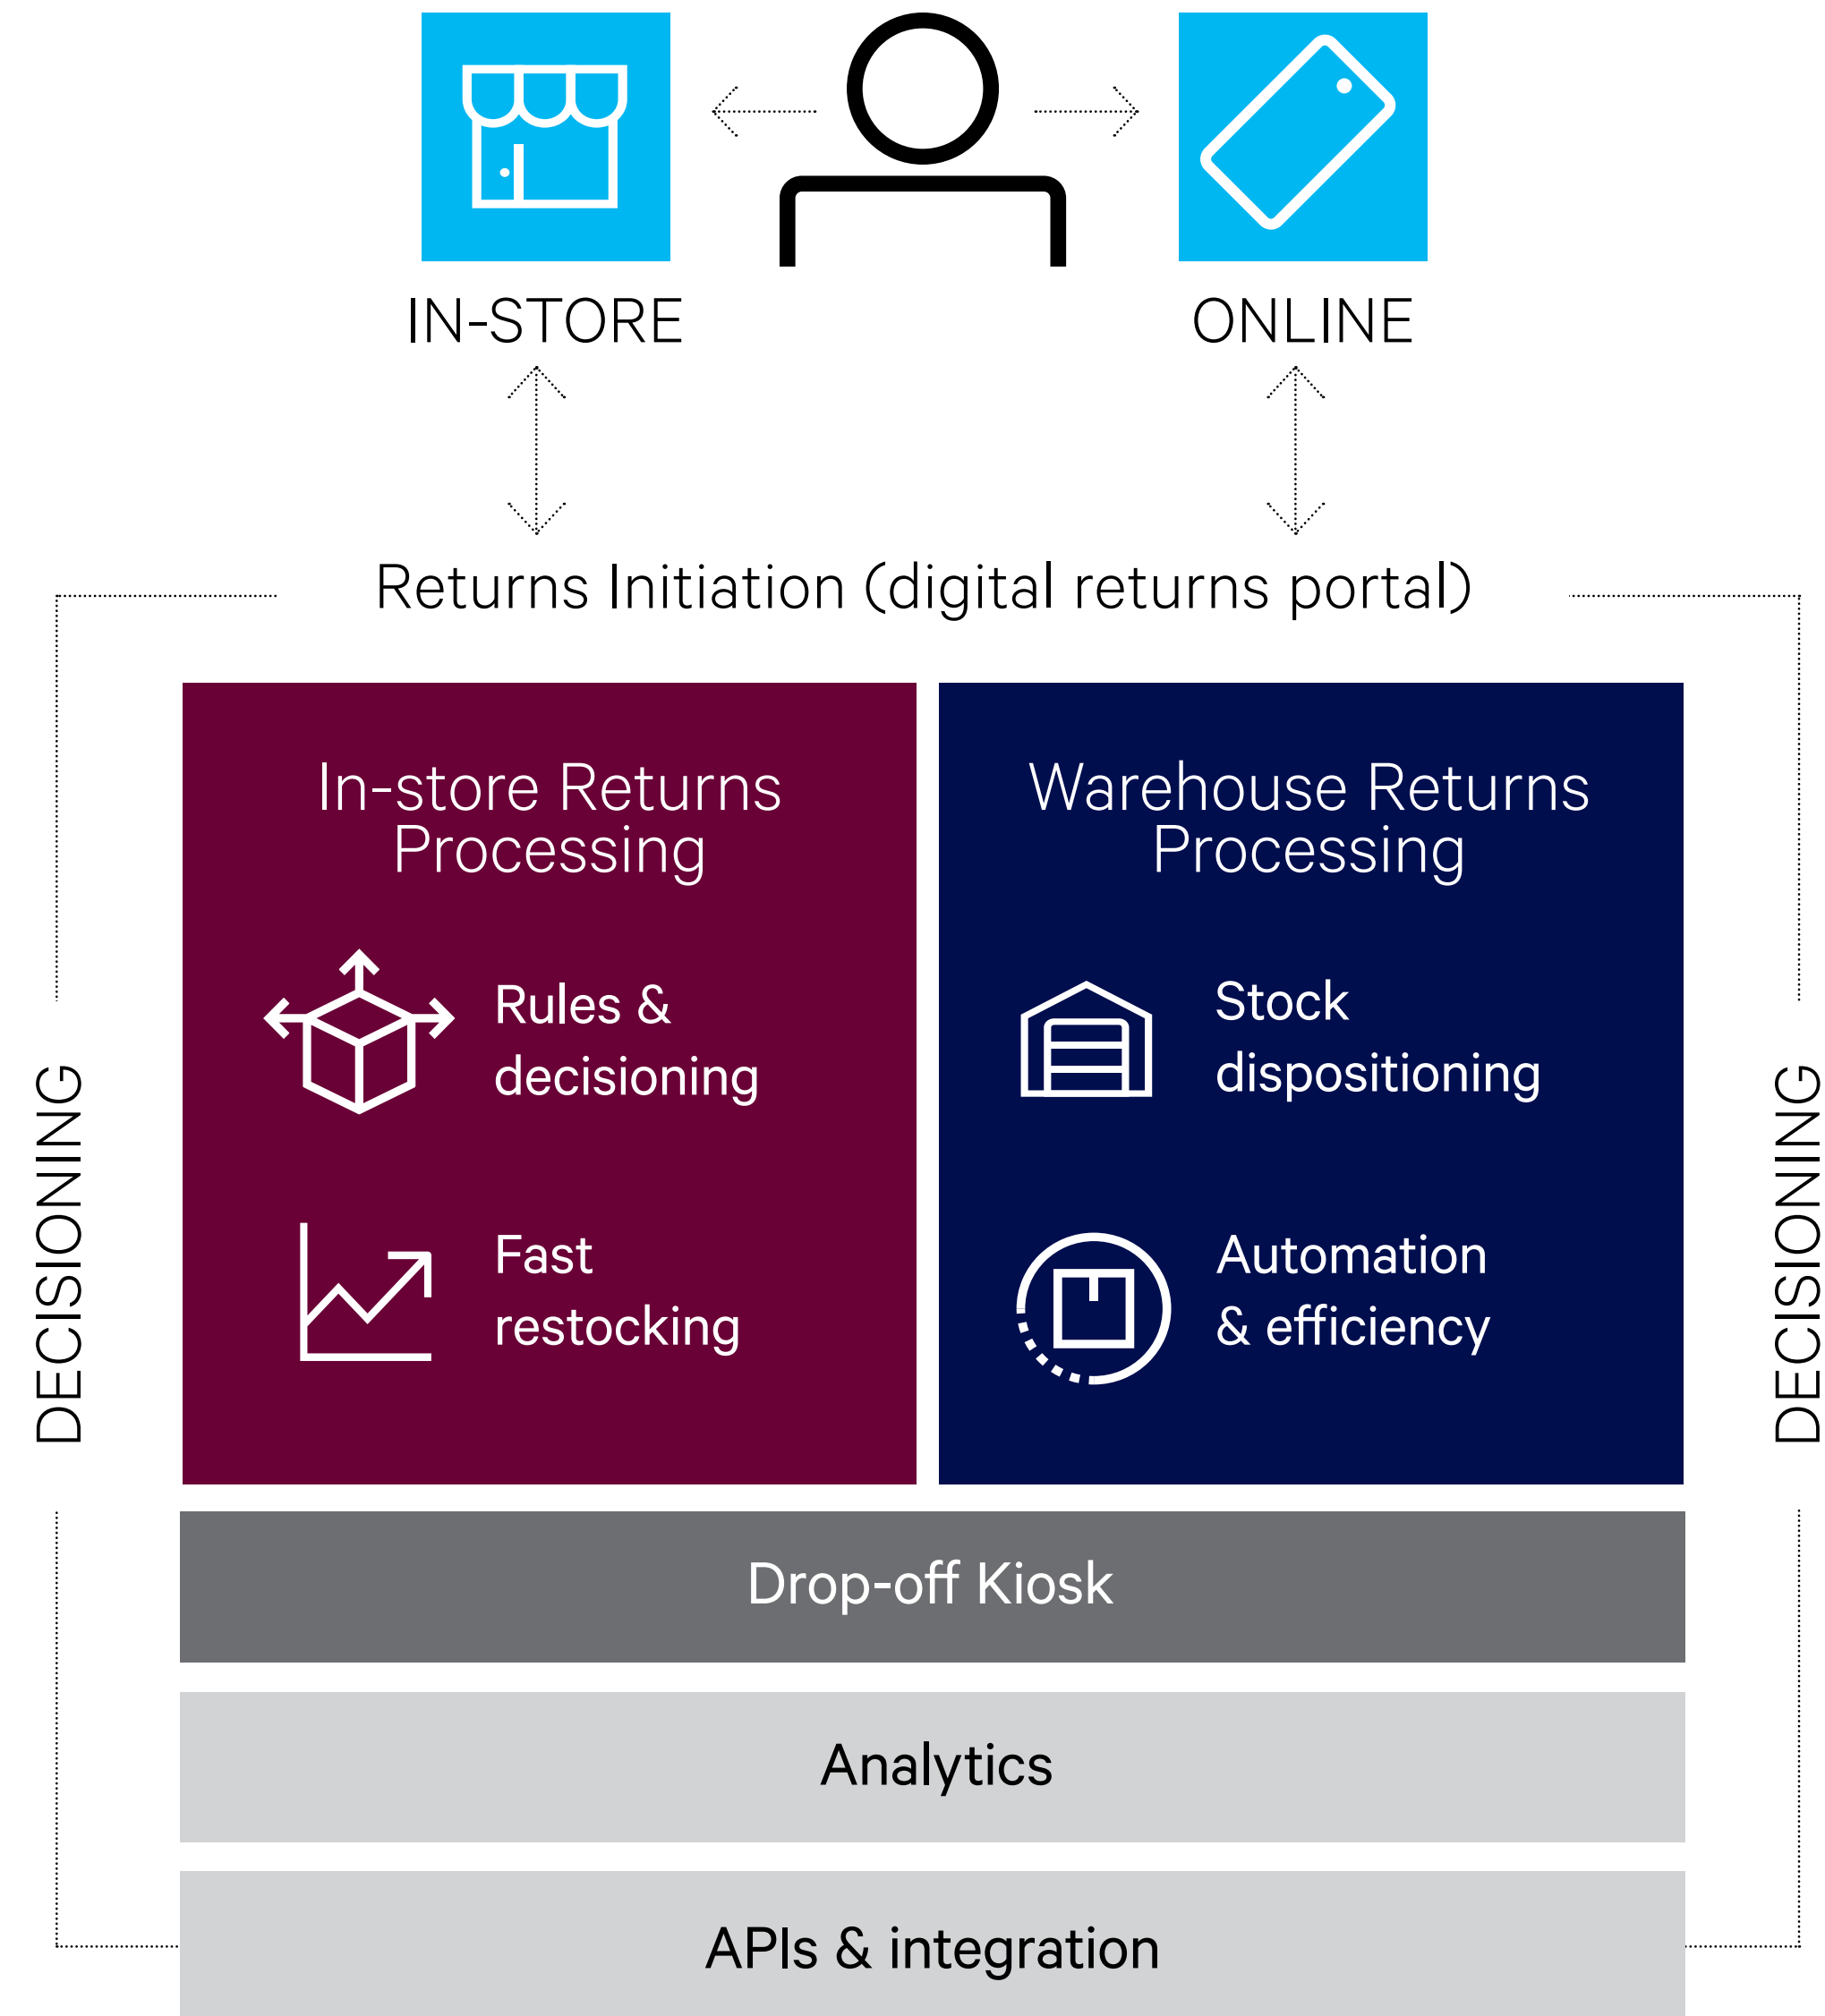 IN-STORE
ONLINE
Returns Initiation (digital returns portal)
DECISIONING
In-store Returns
Processing
Rules &
decisioning
Fast
restocking
Warehouse Returns
Processing
Stock
dispositioning
Automation
& efficiency
DECISIONING
Drop-off Kiosk
Analytics
APIs & integration